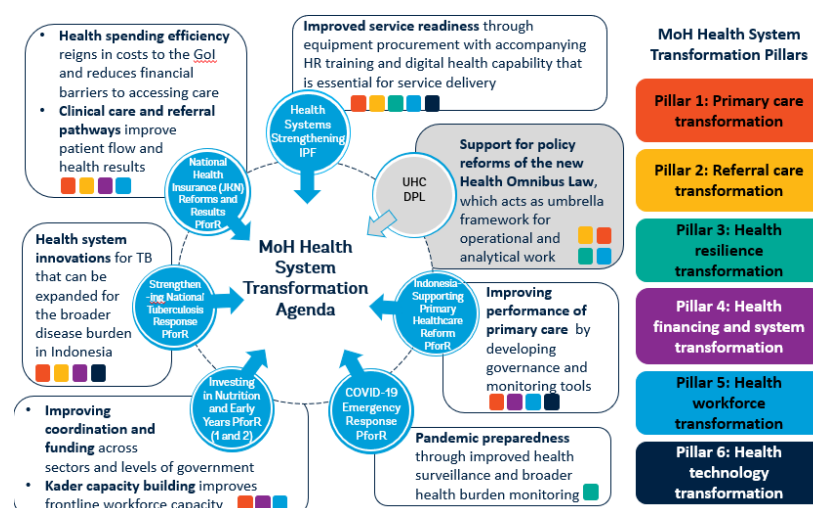 • Health spending efficiency
reigns in costs to the GoI
and reduces financial
barriers to accessing care
• Clinical care and referral
pathways improve
patient flow and
health results
Improved service readiness through
equipment procurement with accompanying
HR training and digital health capability that
is essential for service delivery
MoH Health System
Transformation Pillars
Health
Systems
Strengthening
IPF
Pillar 1: Primary care
transformation
National
Health
Insurance (JKN)
Reforms and
Results
PforR
UHC
DPL
Support for policy
reforms of the new
Health Omnibus Law,
which acts as umbrella
framework for
operational and
analytical work
Pillar 2: Referral care
transformation
Pillar 3: Health
resilience
transformation
MoH Health
System
Transformation
Agenda
Health system
innovations for TB
that can be
expanded for
the broader
disease burden
in Indonesia
Strengthen
-ing National
Tuberculosis
Response
PforR
Indonesia-
Supporting
Primary
Healthcare
Reform
PforR
Improving
performance of
primary care by
developing
governance and
monitoring tools
Pillar 4: Health
financing and system
transformation
Pillar 5: Health
workforce
transformation
Investing
in Nutrition
and Early
Years PforR
(1 and 2)
COVID-19
Emergency
Response
PforR
• Improving
coordination and
funding across
sectors and levels of government
• Kader capacity building improves
frontline workforce capacity
Pandemic preparedness
through improved health
surveillance and broader
health burden monitoring
Pillar 6: Health
technology
transformation